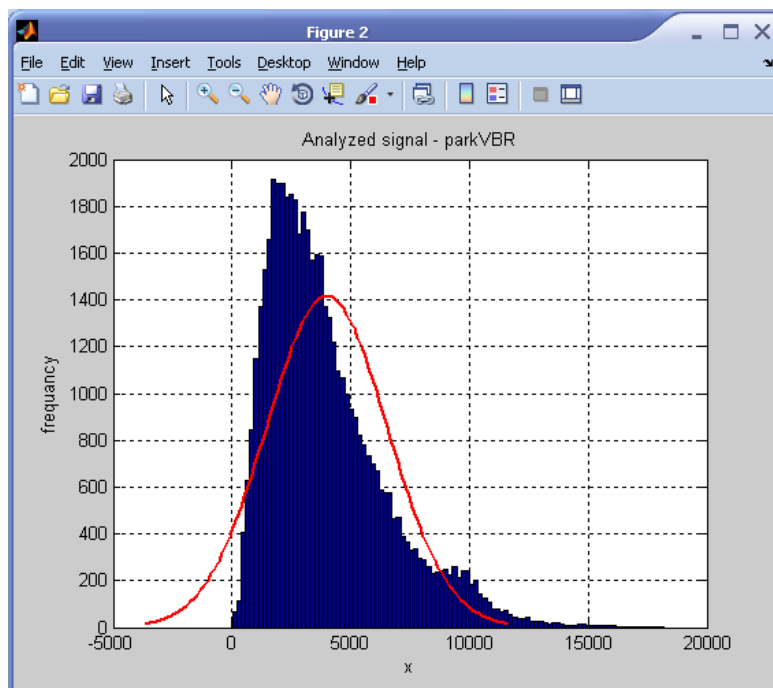 Figure 2
File Edit View Insert Tools Desktop Window Help
Analyzed signal - parkVBR
2000
1800
1600
1400
1200
1000
800
600
400
200
0
frequancy
-5000 0 5000 10000 15000 20000
x